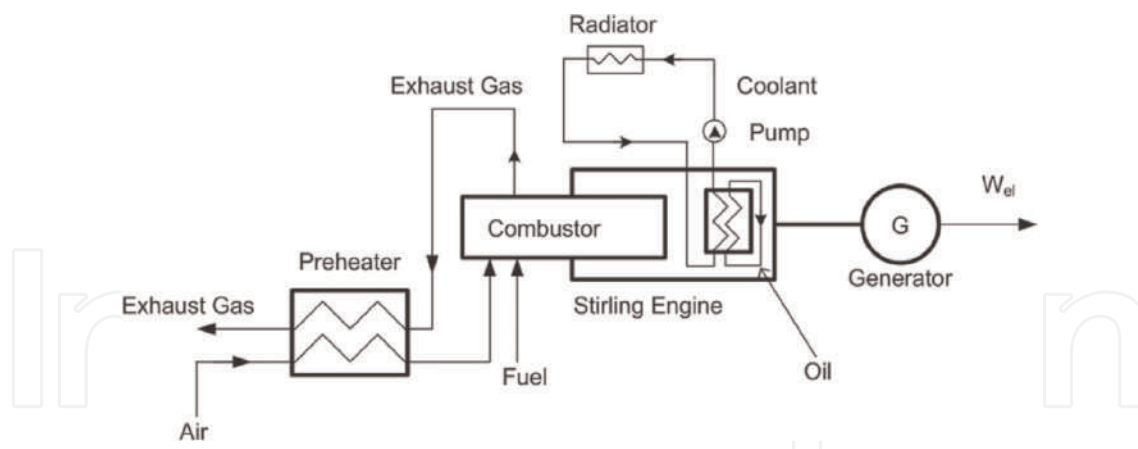 Radiator
Exhaust Gas
Coolant
Pump
W_el
Combustor
G
Preheater
Generator
Exhaust Gas
Stirling Engine
Fuel
Oil
Air